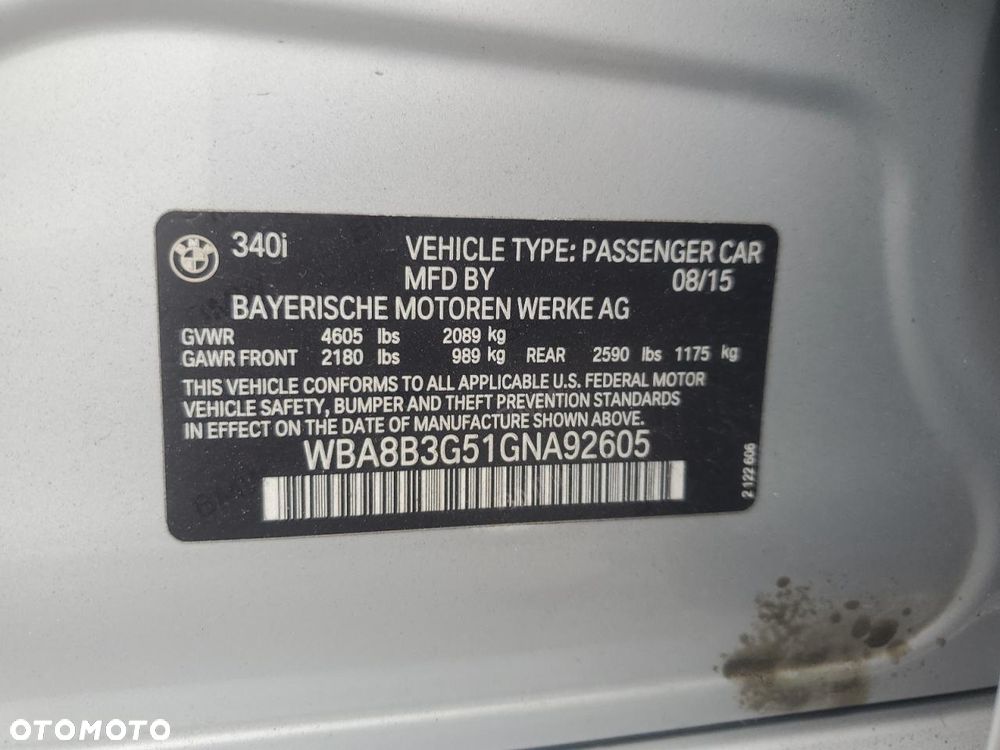 340i VEHICLE TYPE: PASSENGER CAR
MFD BY 08/15
BAYERISCHE MOTOREN WERKE AG
GVWR 4605 lbs 2089 kg
GAWR FRONT 2180 lbs 989 kg REAR 2590 lbs 1175 kg
THIS VEHICLE CONFORMS TO ALL APPLICABLE U.S. FEDERAL MOTOR
VEHICLE SAFETY, BUMPER AND THEFT PREVENTION STANDARDS
IN EFFECT ON THE DATE OF MANUFACTURE SHOWN ABOVE.
WBA8B3G51GNA92605
2 122 606
OTOMOTO